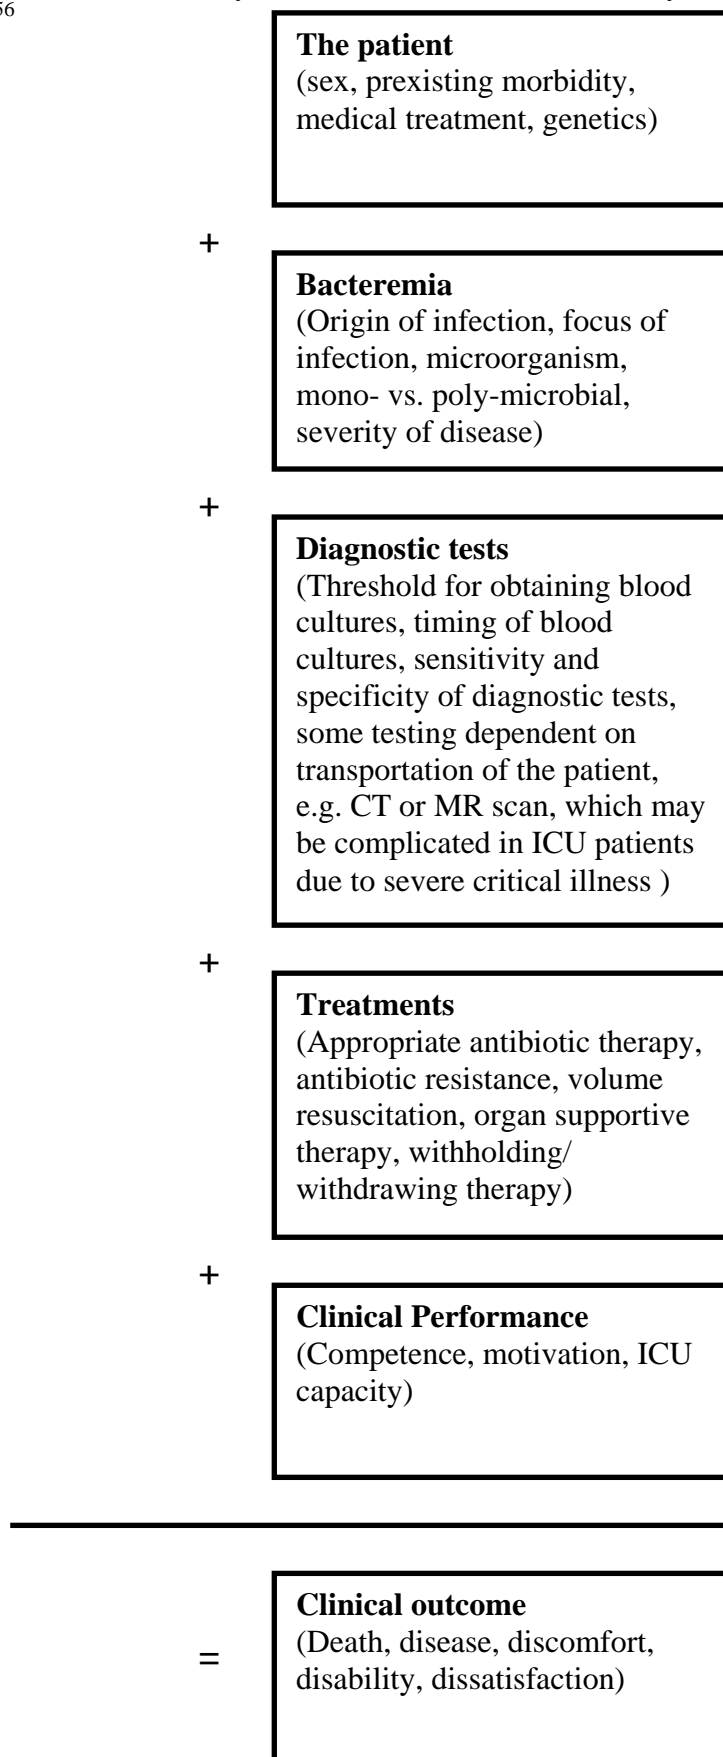 56
The patient
(sex, prexisting morbidity,
medical treatment, genetics)
+
Bacteremia
(Origin of infection, focus of
infection, microorganism,
mono- vs. poly-microbial,
severity of disease)
+
Diagnostic tests
(Threshold for obtaining blood
cultures, timing of blood
cultures, sensitivity and
specificity of diagnostic tests,
some testing dependent on
transportation of the patient,
e.g. CT or MR scan, which may
be complicated in ICU patients
due to severe critical illness )
+
Treatments
(Appropriate antibiotic therapy,
antibiotic resistance, volume
resuscitation, organ supportive
therapy, withholding/
withdrawing therapy)
+
Clinical Performance
(Competence, motivation, ICU
capacity)
=
Clinical outcome
(Death, disease, discomfort,
disability, dissatisfaction)